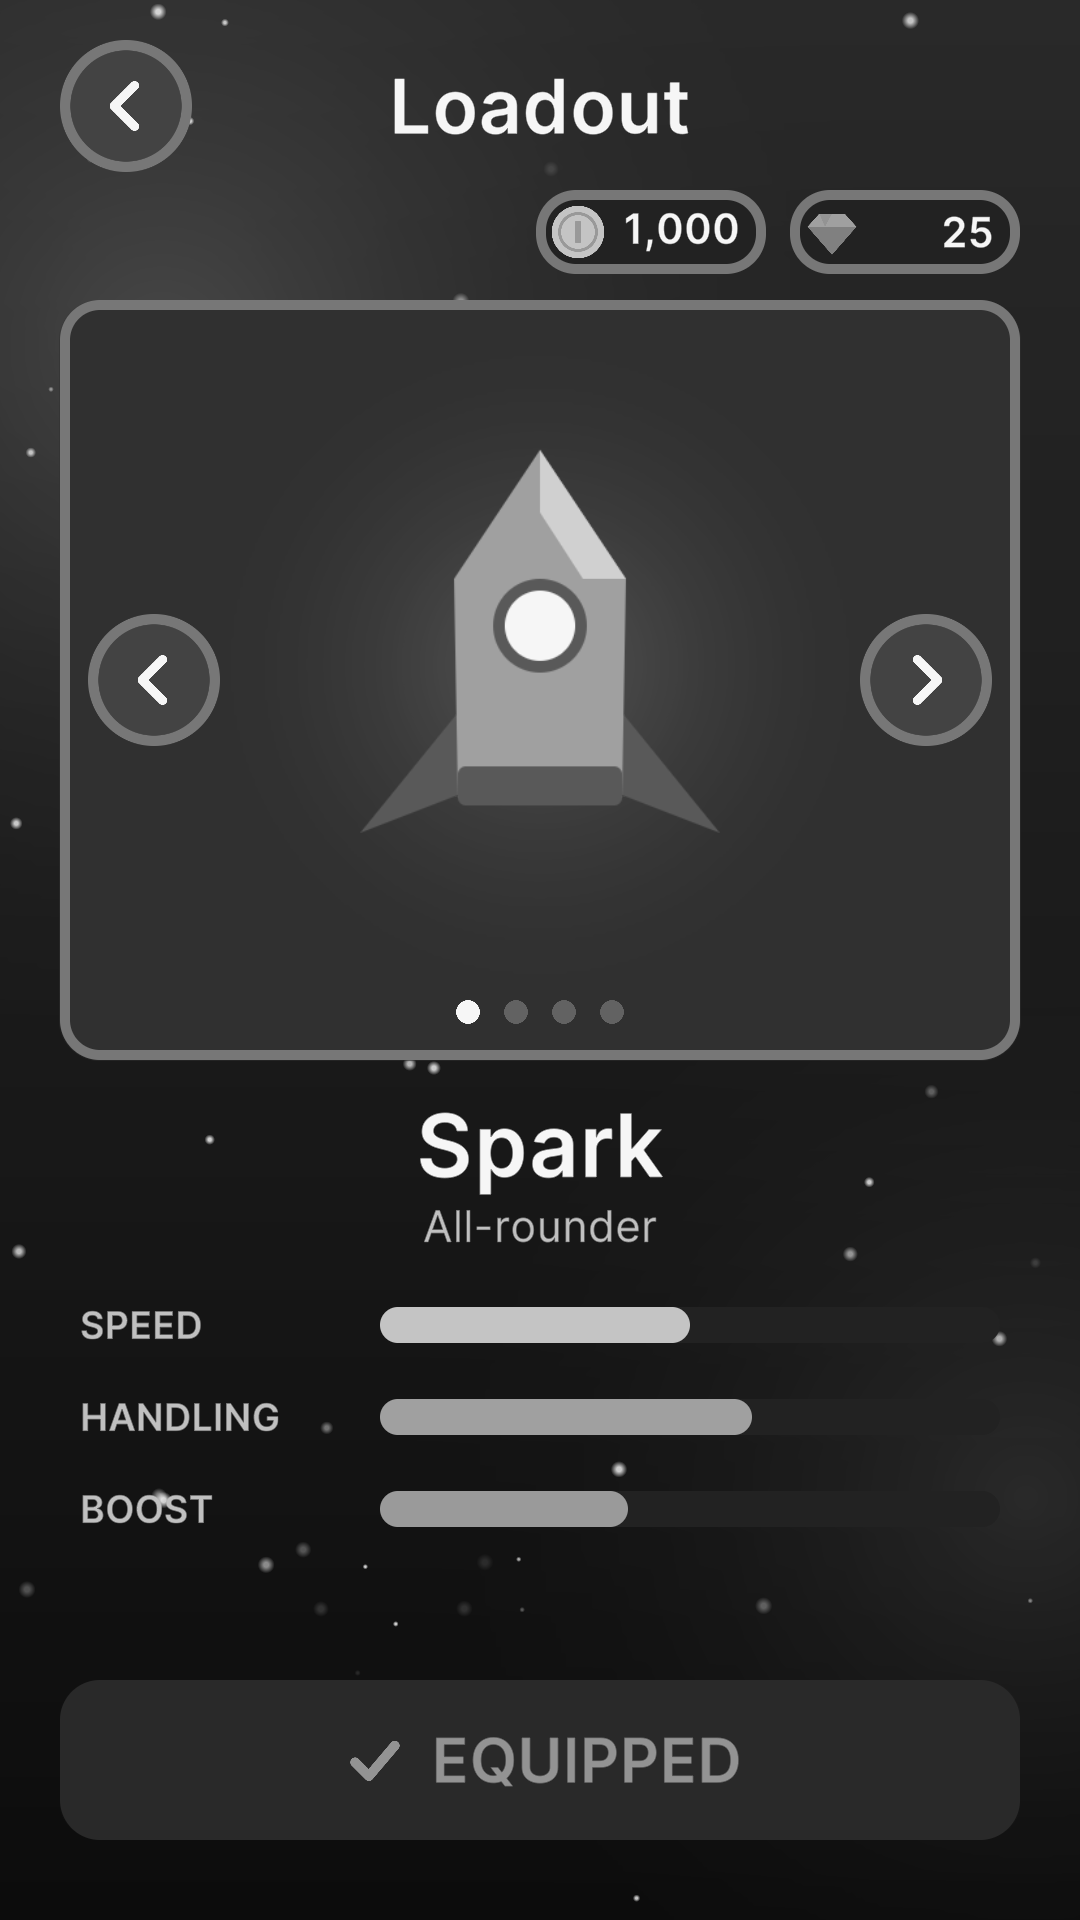 Loadout
1,000
25
Spark
All-rounder
SPEED
HANDLING
BOOST
EQUIPPED